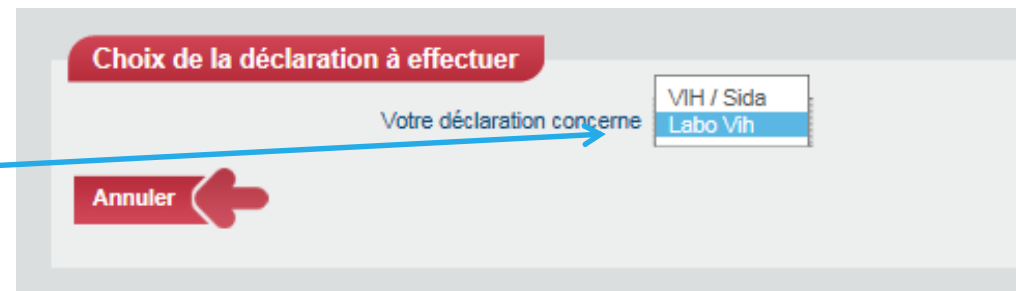 Choix de la déclaration à effectuer
VIH / Sida
Votre déclaration concerne
Labo Vih
Annuler